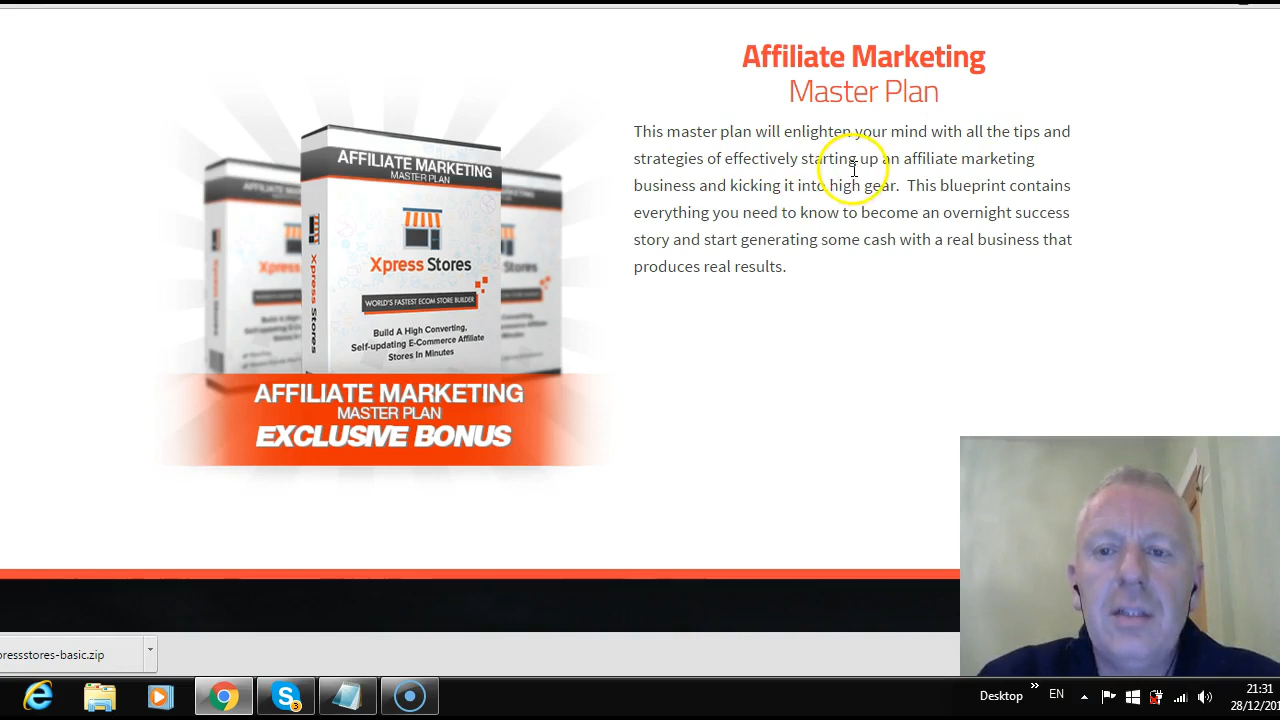 Affiliate Marketing
Master Plan
This master plan will enlighten your mind with all the tips and
strategies of effectively starting up an affiliate marketing
business and kicking it into high gear. This blueprint contains
everything you need to know to become an overnight success
story and start generating some cash with a real business that
produces real results.
AFFILIATE MARKETING
MASTER PLAN
Xpress Stores
WORLD'S FASTEST ECOM STORE BUILDER
Build A High Converting,
Self-updating E-Commerce Affiliate
Stores In Minutes
Xpress Stores
AFFILIATE MARKETING
MASTER PLAN
EXCLUSIVE BONUS
pressstores-basic.zip
Desktop
EN
21:31
28/12/201